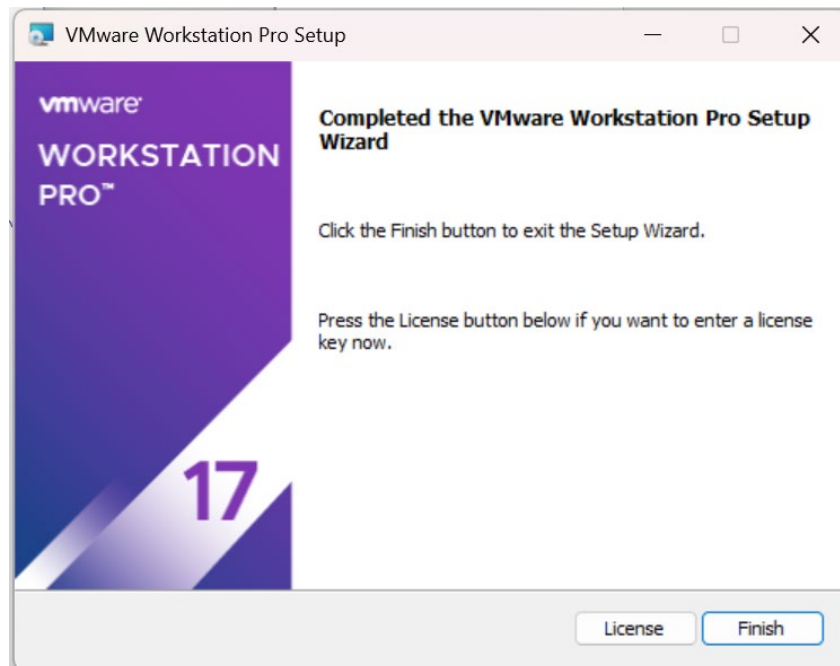 VMware Workstation Pro Setup
vmware®
WORKSTATION
PRO™
17
Completed the VMware Workstation Pro Setup
Wizard
Click the Finish button to exit the Setup Wizard.
Press the License button below if you want to enter a license
key now.
License
Finish